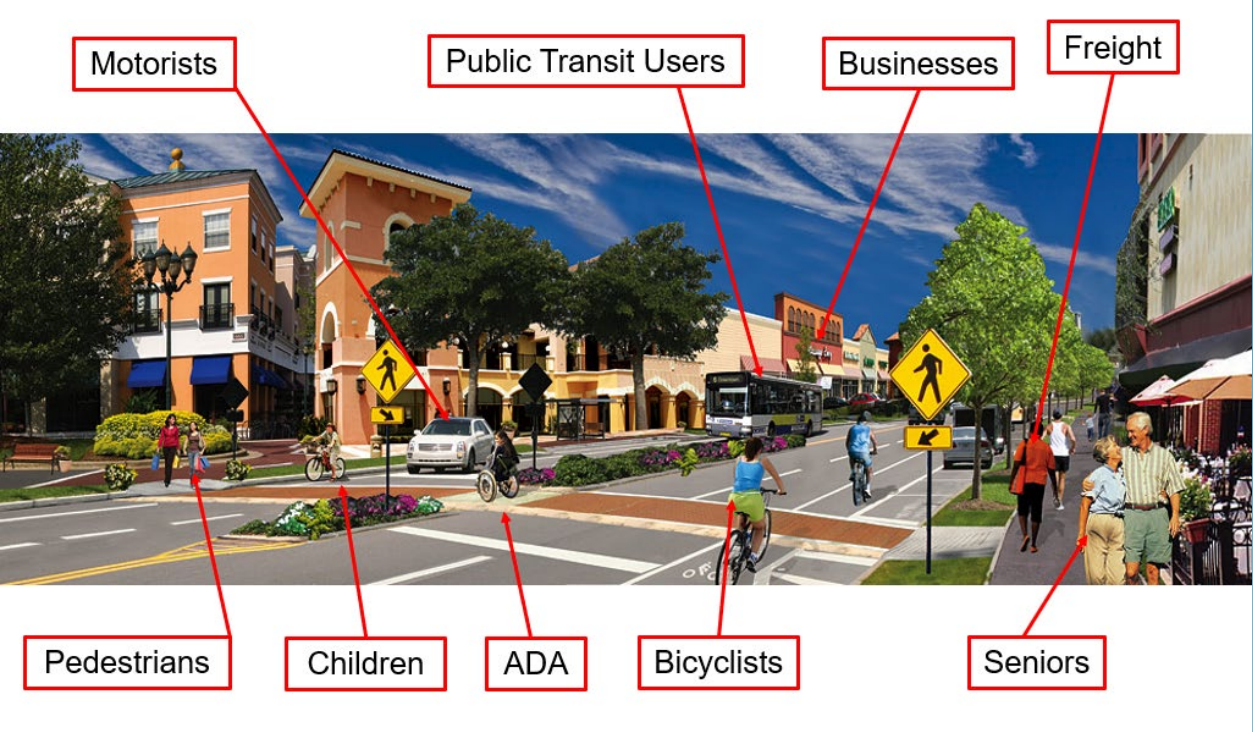 Motorists
Public Transit Users
Businesses
Freight
Pedestrians
Children
ADA
Bicyclists
Seniors